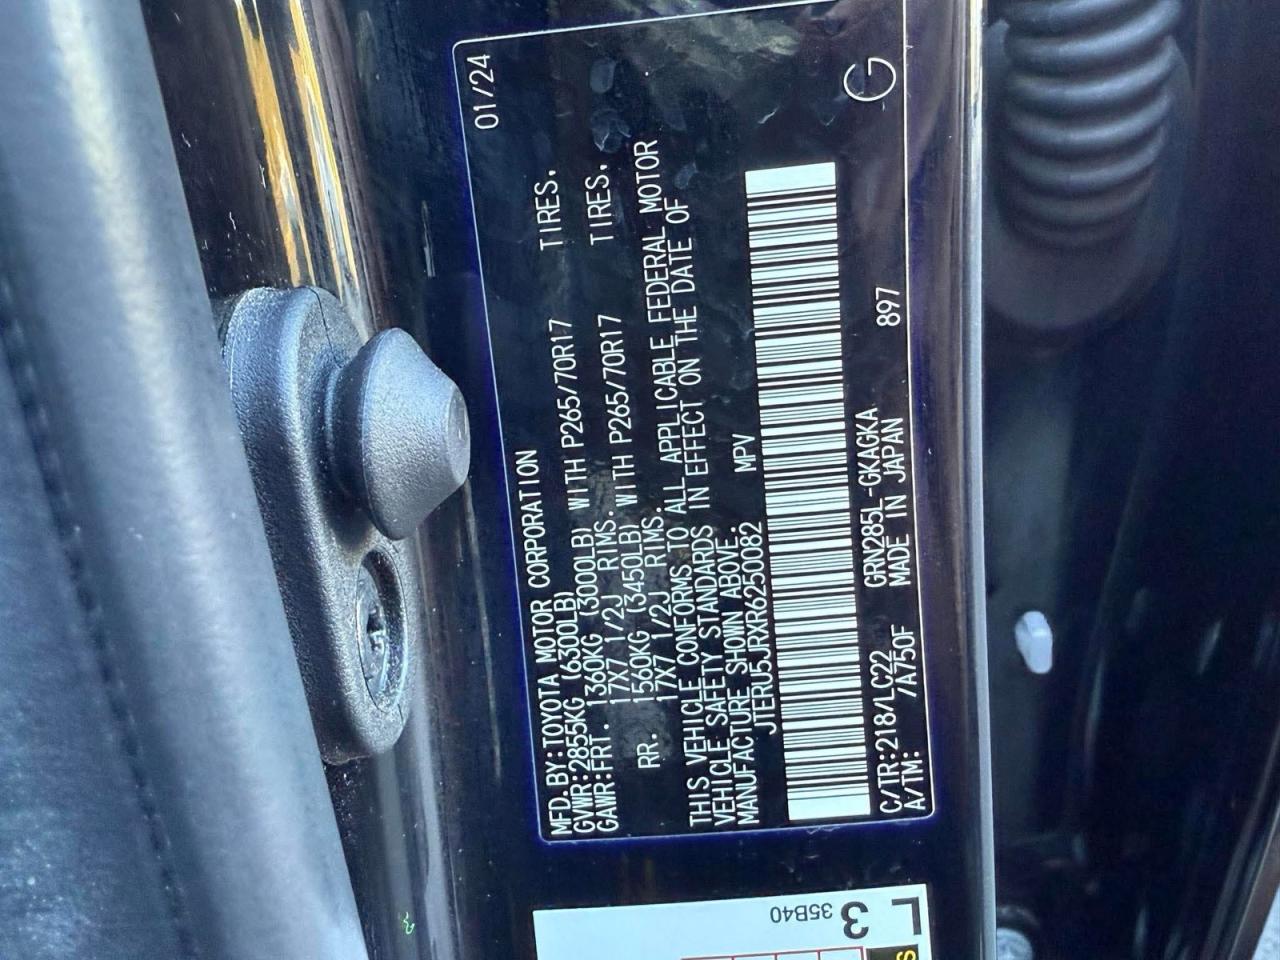 MFD.BY:TOYOTA MOTOR CORPORATION 01/24
GVWR:2855KG (6300LB)
GAWR:FRT. 1360KG (3000LB) WITH P265/70R17 TIRES.
17X7 1/2J RIMS.
RR. 1560KG (3450LB) WITH P265/70R17 TIRES.
17X7 1/2J RIMS.
THIS VEHICLE CONFORMS TO ALL APPLICABLE FEDERAL MOTOR
VEHICLE SAFETY STANDARDS IN EFFECT ON THE DATE OF
MANUFACTURE SHOWN ABOVE.
JTERU5JRXR6250082 MPV
C/TR:218/LC22 GRN285L-GKAGKA 897 G
A/TM: /A750F MADE IN JAPAN
35B40
3
L
S